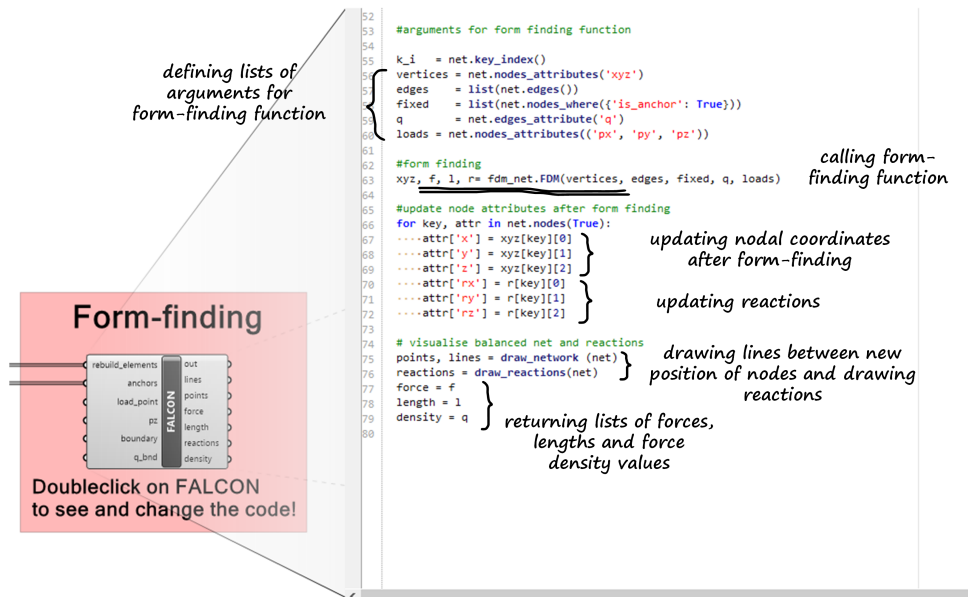 52
53 #arguments for form finding function
54
55 k_i = net.key_index()
56 vertices = net.nodes_attributes('xyz')
57 edges = list(net.edges())
58 fixed = list(net.nodes_where({'is_anchor': True}))
59 q = net.edges_attribute('q')
60 loads = net.nodes_attributes(('px', 'py', 'pz'))
61
62 #form finding
63 xyz, f, l, r= fdm_net.FDM(vertices, edges, fixed, q, loads)
64
65 #update node attributes after form finding
66 for key, attr in net.nodes(True):
67 ····attr['x'] = xyz[key][0]
68 ····attr['y'] = xyz[key][1]
69 ····attr['z'] = xyz[key][2]
70 ····attr['rx'] = r[key][0]
71 ····attr['ry'] = r[key][1]
72 ····attr['rz'] = r[key][2]
73
74 # visualise balanced net and reactions
75 points, lines = draw_network (net)
76 reactions = draw_reactions(net)
77 force = f
78 length = l
79 density = q
80
defining lists of
arguments for
form-finding function
calling form-
finding function
updating nodal coordinates
after form-finding
updating reactions
drawing lines between new
position of nodes and drawing
reactions
returning lists of forces,
lengths and force
density values
Form-finding
rebuild_elements
anchors
load_point
pz
boundary
q_bnd
FALCON
out
lines
points
force
length
reactions
density
Doubleclick on FALCON
to see and change the code!